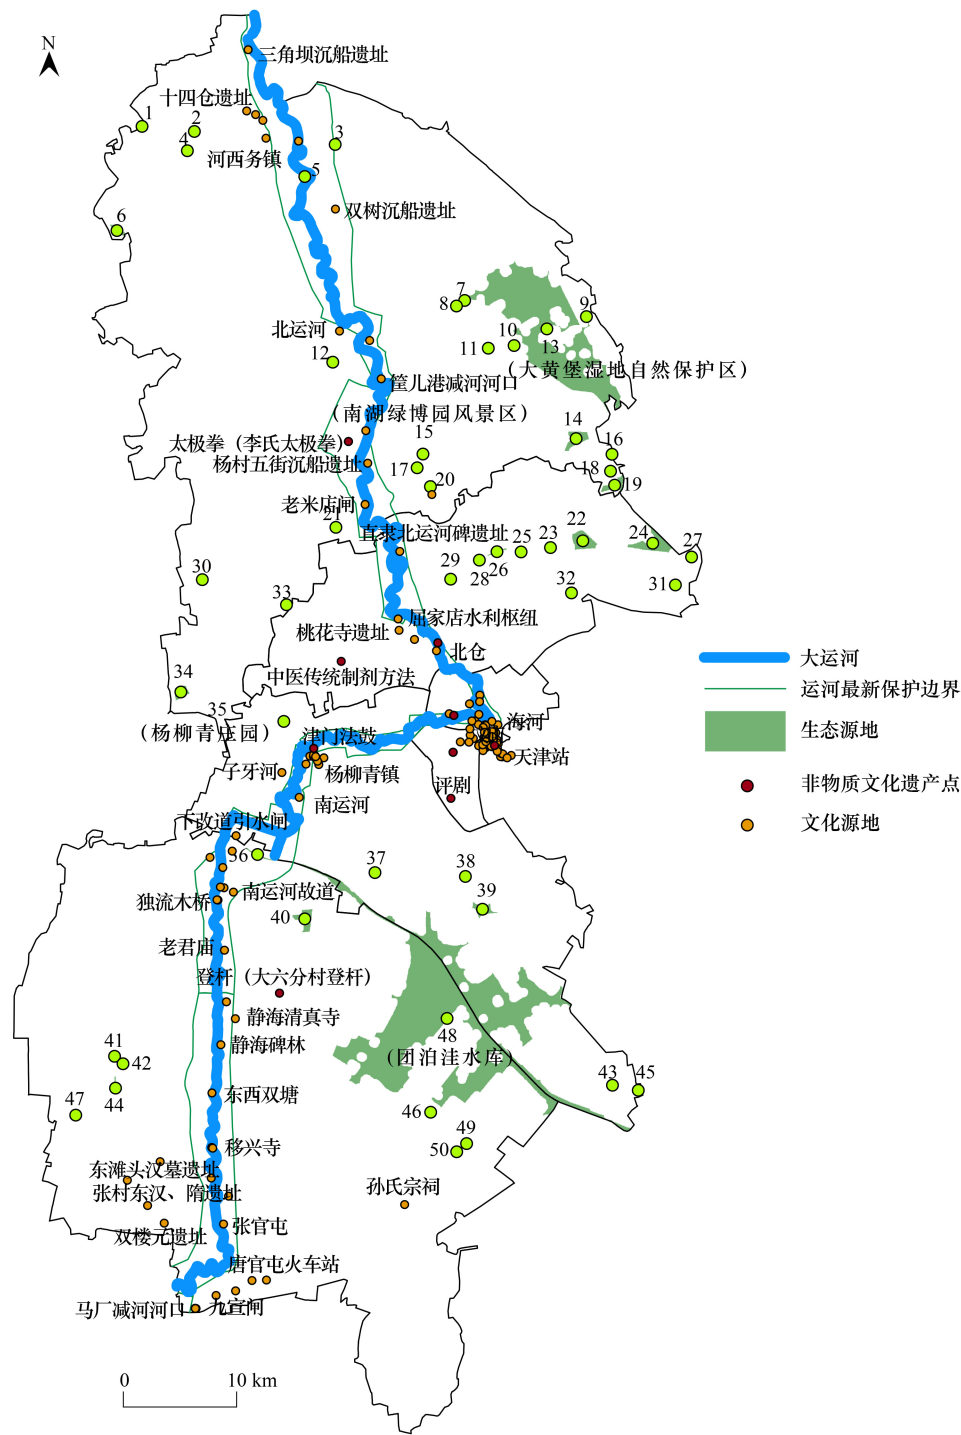 N
三角坝沉船遗址
十四仓遗址
1
2
3
4
河西务镇
5
双树沉船遗址
6
7
8
9
北运河
10
11
12
13
(大黄堡湿地自然保护区)
筐儿港减河河口
(南湖绿博园风景区)
14
太极拳（李氏太极拳）
15
16
杨村五街沉船遗址
17
18
19
20
老米店闸
21
直隶北运河碑遗址
22
23
24
25
26
27
28
29
30
31
32
33
屈家店水利枢纽
桃花寺遗址
北仓
中医传统制剂方法
34
大运河
运河最新保护边界
生态源地
非物质文化遗产点
文化源地
35
(杨柳青庄园)
津门法鼓
海河
天津站
子牙河
杨柳青镇
评剧
南运河
下改道引水闸
36
37
38
39
南运河故道
独流木桥
40
老君庙
登杆（大六分村登杆）
静海清真寺
静海碑林
48
(团泊洼水库)
41
42
43
45
44
东西双塘
47
46
49
50
移兴寺
东滩头汉墓遗址
张村东汉、隋遗址
孙氏宗祠
双楼元遗址
张官屯
唐官屯火车站
马厂减河河口
九宣闸
0
10 km